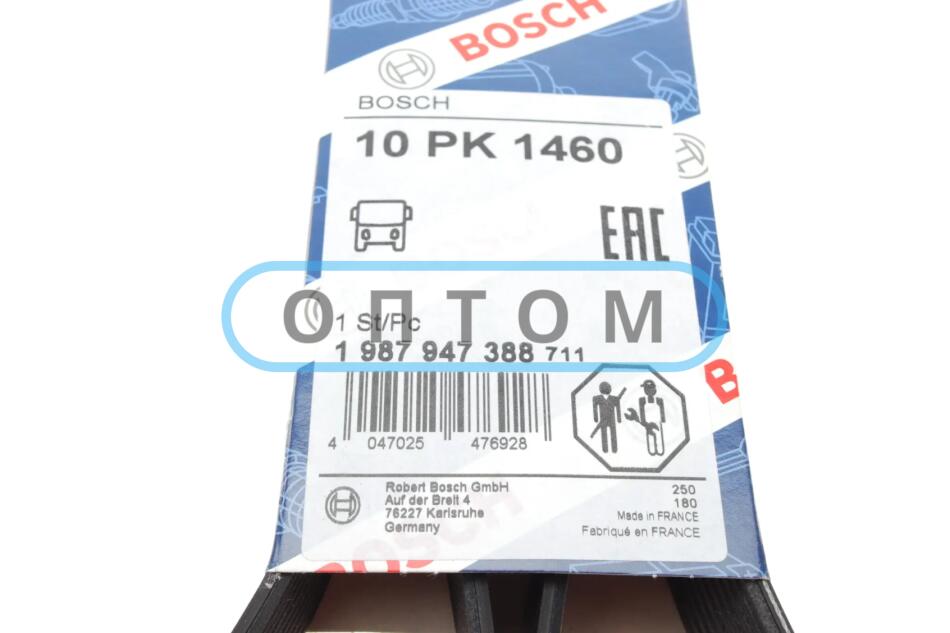 BOSCH
BOSCH
10 PK 1460
EAC
ОПТОМ
1 St/Pc
1 987 947 388 711
4 047025 476928
Robert Bosch GmbH
Auf der Breit 4
76227 Karlsruhe
Germany
250
180
Made in FRANCE
Fabriqué en FRANCE